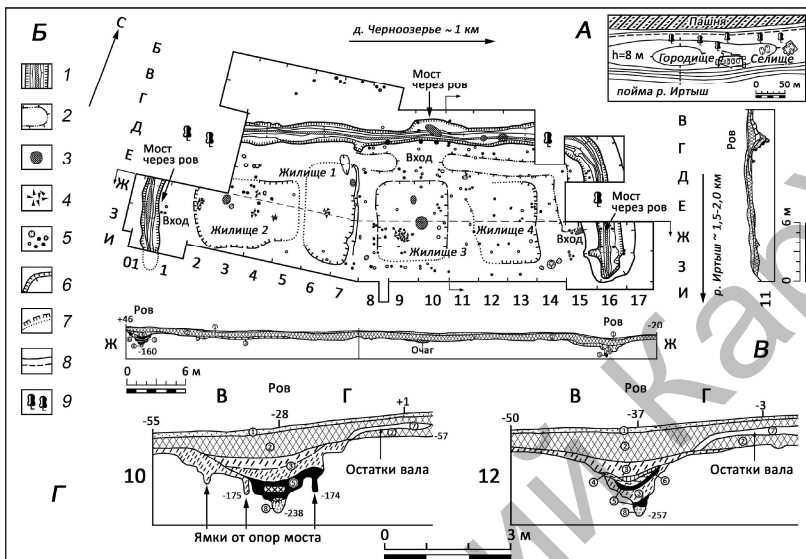 Б
С
д. Черноозерье ~ 1 км
А
Пашня
h=8 м
Городище
Селище
пойма р. Иртыш
0 50 м
1
2
3
4
5
6
7
8
9
Б
В
Г
Д
Е
Ж
З
И
Мост
через ров
Мост
через ров
Вход
Вход
Жилище 1
Жилище 2
Жилище 3
Жилище 4
Вход
Мост
через ров
01 1 2 3 4 5 6 7 8 9 10 11 12 13 14 15 16 17
В
Г
Д
Е
Ж
З
И
р. Иртыш ~ 1,5-2,0 км
Ров
0 6 м
11
В
Ров
+46
Ж
-160
Очаг
Ров
-20
Ж
0 6 м
Г
В
Ров
Г
-55
-28
+1
-57
10
Остатки вала
-175
-174
-238
Ямки от опор моста
В
Ров
Г
-50
-37
-3
12
Остатки вала
-257
0 3 м